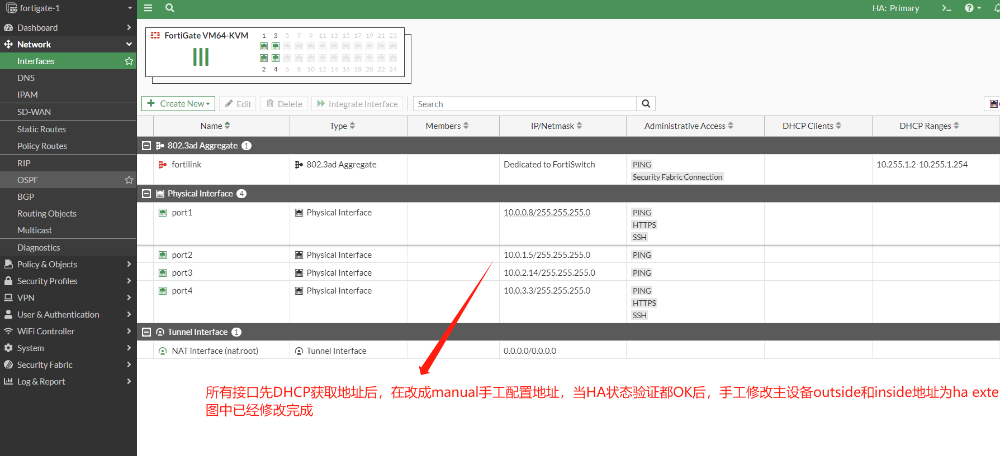 fortigate-1
HA: Primary
Dashboard
Network
Interfaces
DNS
IPAM
SD-WAN
Static Routes
Policy Routes
RIP
OSPF
BGP
Routing Objects
Multicast
Diagnostics
Policy & Objects
Security Profiles
VPN
User & Authentication
WiFi Controller
System
Security Fabric
Log & Report
FortiGate VM64-KVM
1 3 5 7 9 11 13 15 17 19 21 23
2 4 6 8 10 12 14 16 18 20 22 24
Create New Edit Delete Integrate Interface Search
Name Type Members IP/Netmask Administrative Access DHCP Clients DHCP Ranges
802.3ad Aggregate 1
fortilink 802.3ad Aggregate Dedicated to FortiSwitch PING 10.255.1.2-10.255.1.254
Security Fabric Connection
Physical Interface 4
port1 Physical Interface 10.0.0.8/255.255.255.0 PING
HTTPS
SSH
port2 Physical Interface 10.0.1.5/255.255.255.0 PING
port3 Physical Interface 10.0.2.14/255.255.255.0 PING
port4 Physical Interface 10.0.3.3/255.255.255.0 PING
HTTPS
SSH
Tunnel Interface 1
NAT interface (naf.root) Tunnel Interface 0.0.0.0/0.0.0.0
所有接口先DHCP获取地址后，在改成manual手工配置地址，当HA状态验证都OK后，手工修改主设备outside和inside地址为ha exte
图中已经修改完成